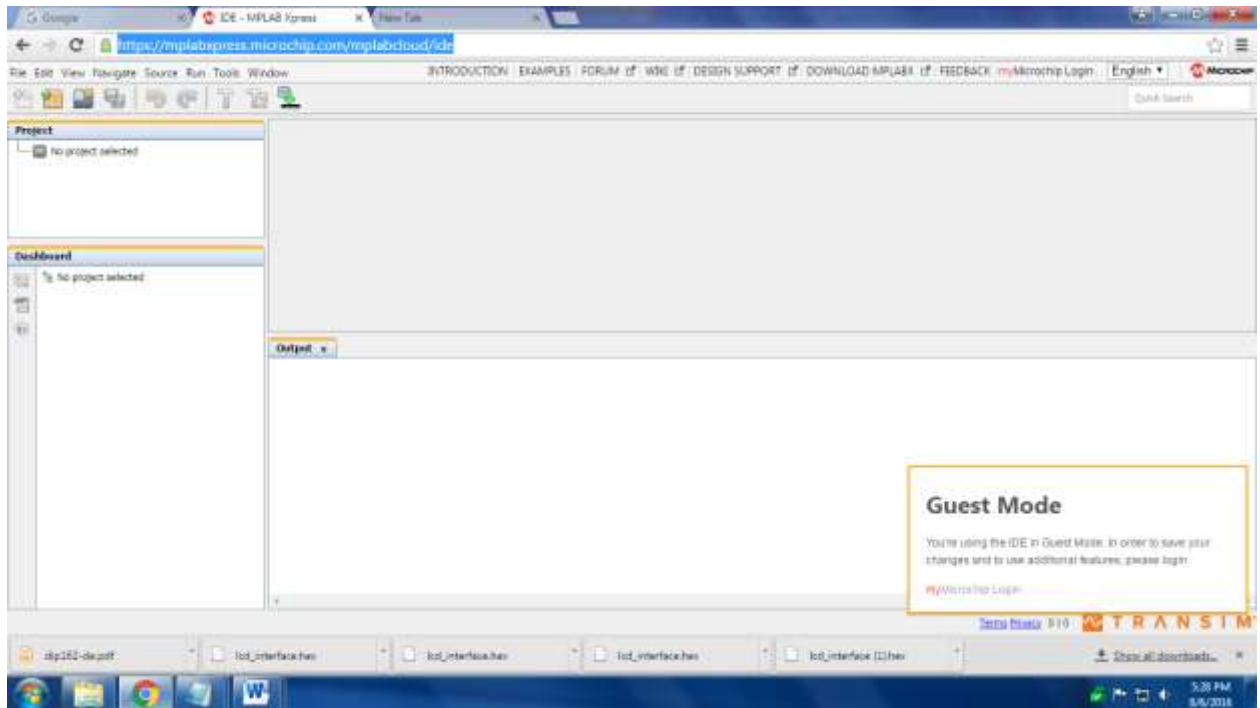 Google
IDE - MPLAB Xpress
New Tab
https://mplabxpress.microchip.com/mplabcloud/ide
File Edit View Navigate Source Run Tools Window
INTRODUCTION EXAMPLES FORUM WIKI DESIGN SUPPORT DOWNLOAD MPLABX FEEDBACK myMicrochip Login English MICROCHIP
Quick Search
Project
No project selected
Dashboard
No project selected
Output x
Guest Mode
You're using the IDE in Guest Mode. In order to save your
changes and to use additional features, please login
myMicrochip Login
Terms Privacy
TRANSIM
dip162-de.pdf
lcd_interface.hex
lcd_interface.hex
lcd_interface.hex
lcd_interface (1).hex
Show all downloads...
W
5:28 PM